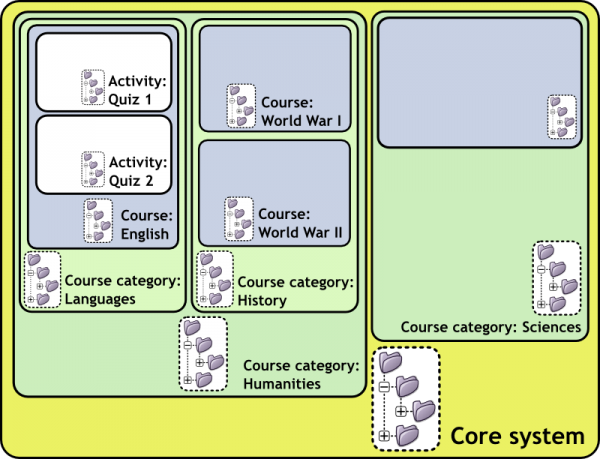 Activity:
Quiz 1
Activity:
Quiz 2
Course:
English
Course category:
Languages
Course:
World War I
Course:
World War II
Course category:
History
Course category:
Humanities
Course category: Sciences
Core system